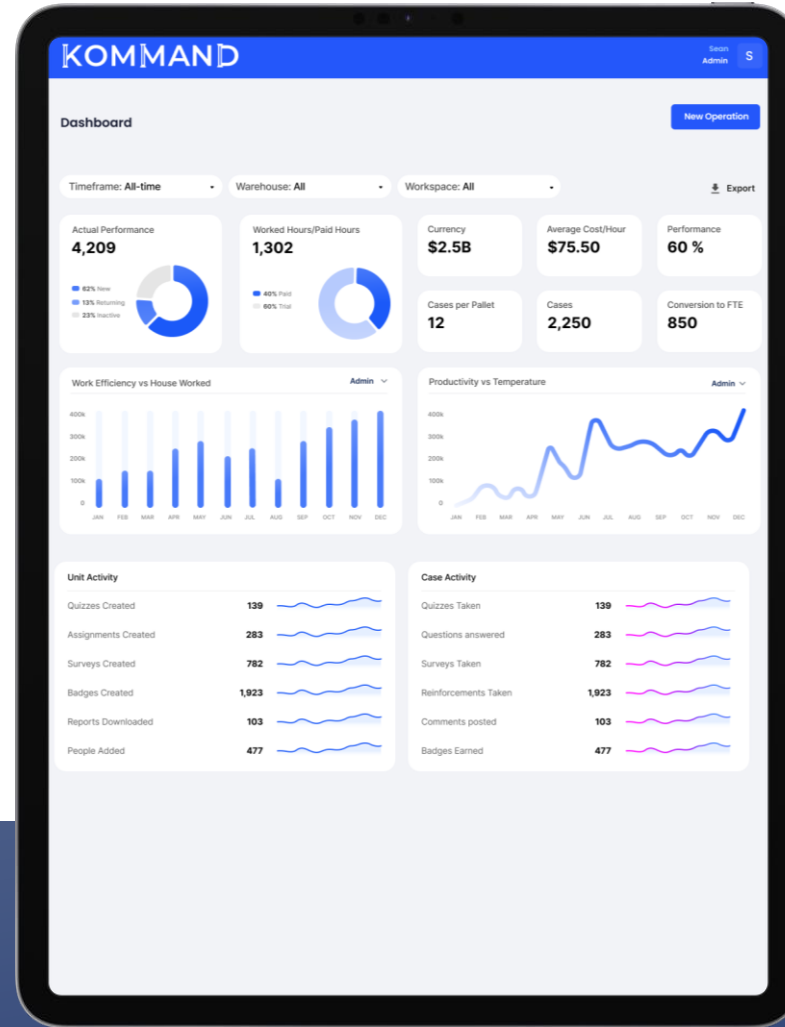 KOMMAND
Sean
Admin
S
Dashboard
New Operation
Timeframe: All-time
Warehouse: All
Workspace: All
Export
Actual Performance
4,209
62% New
13% Returning
23% Inactive
Worked Hours/Paid Hours
1,302
40% Paid
60% Trial
Currency
$2.5B
Average Cost/Hour
$75.50
Performance
60 %
Cases per Pallet
12
Cases
2,250
Conversion to FTE
850
Work Efficiency vs House Worked
Admin
400k
300k
200k
100k
0
JAN FEB MAR APR MAY JUN JUL AUG SEP OCT NOV DEC
Productivity vs Temperature
Admin
400k
300k
200k
100k
0
JAN FEB MAR APR MAY JUN JUL AUG SEP OCT NOV DEC
Unit Activity
Quizzes Created 139
Assignments Created 283
Surveys Created 782
Badges Created 1,923
Reports Downloaded 103
People Added 477
Case Activity
Quizzes Taken 139
Questions answered 283
Surveys Taken 782
Reinforcements Taken 1,923
Comments posted 103
Badges Earned 477